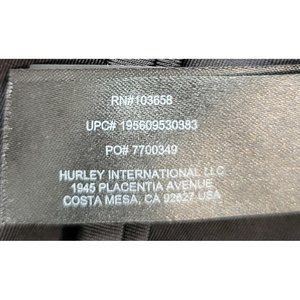 RN#103658
UPC# 195609530383
PO# 7700349
HURLEY INTERNATIONAL LLC
1945 PLACENTIA AVENUE
COSTA MESA, CA 92627 USA